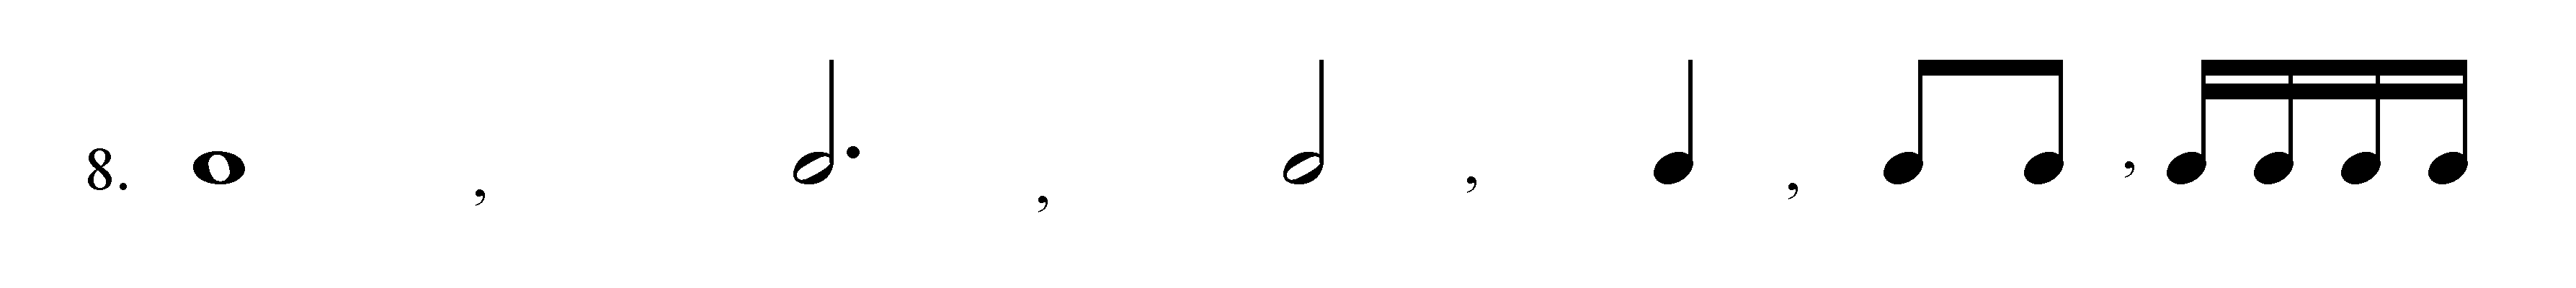 8. , , , , ,